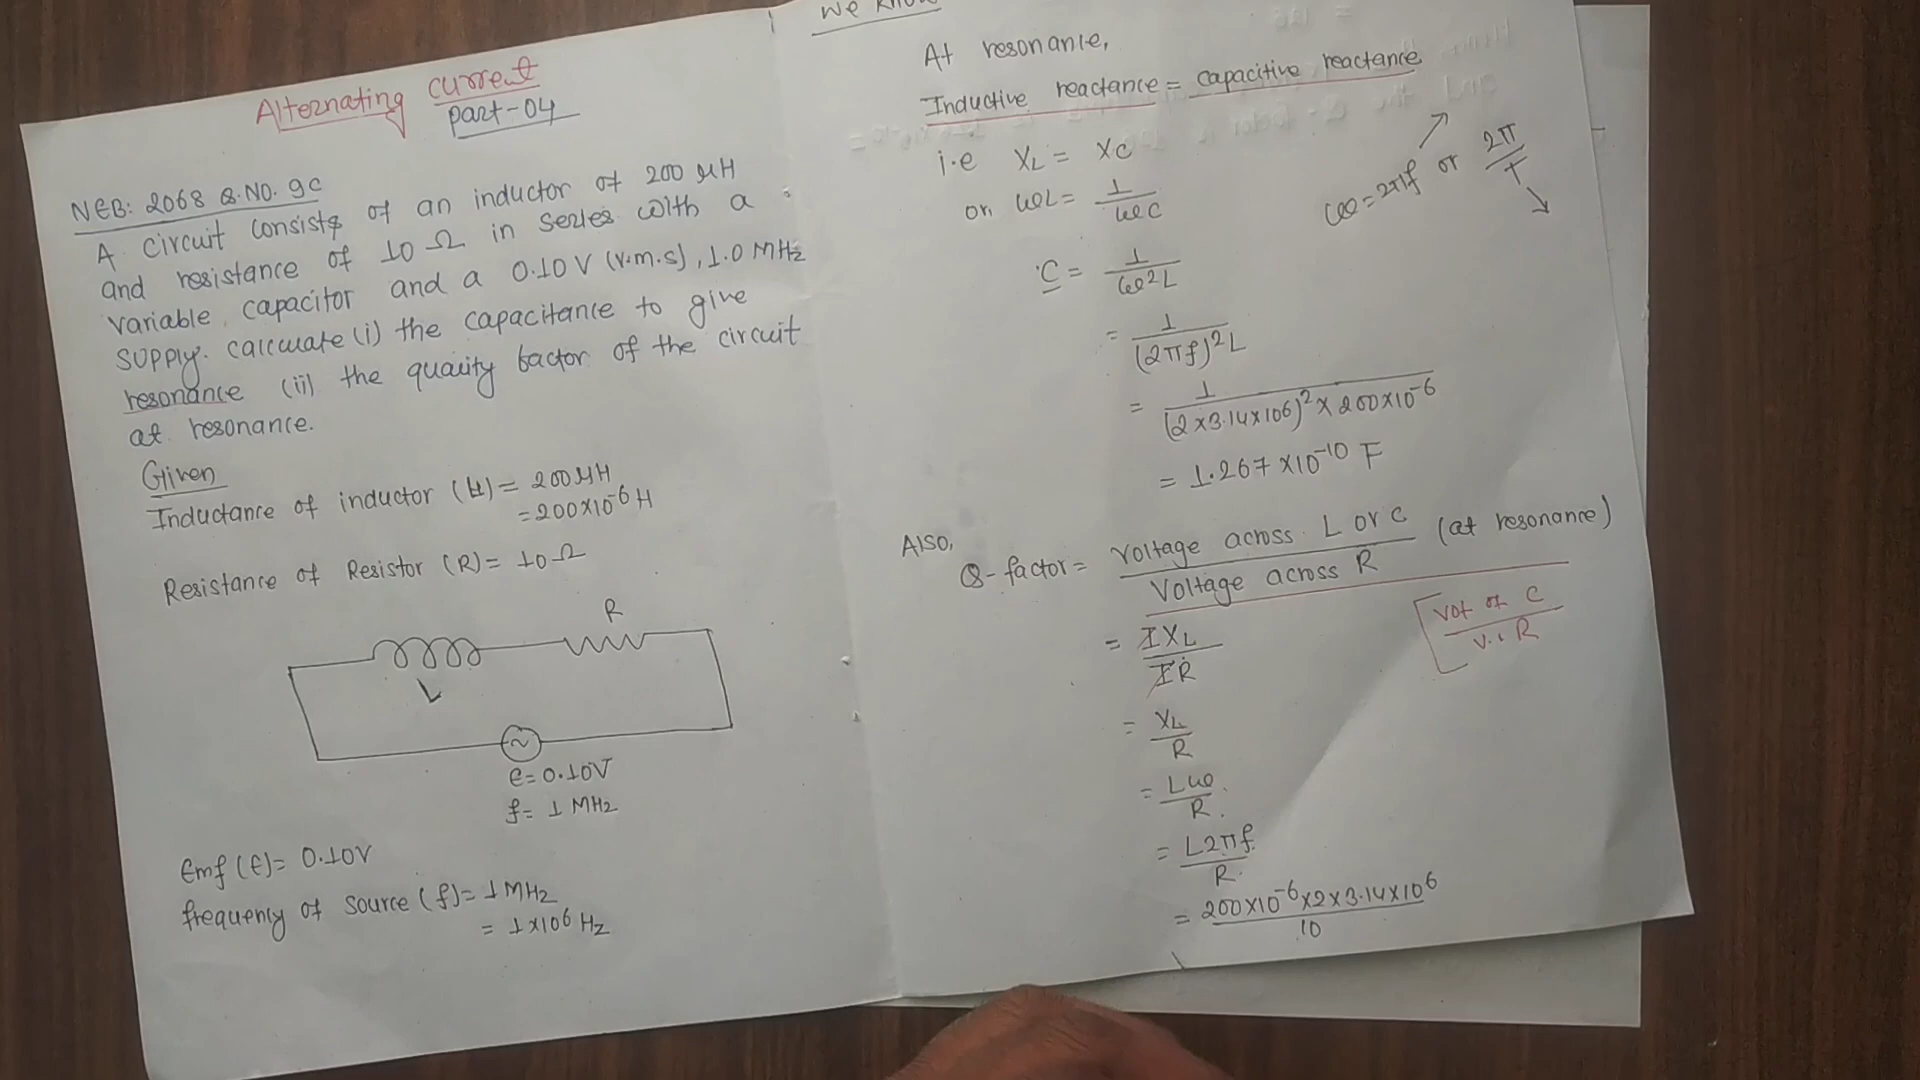 Alternating current
part-04
NEB: 2068 Q.NO. 9c
A circuit consists of an inductor of 200 μH
and resistance of 10 Ω in series with a
variable capacitor and a 0.10 V (r.m.s), 1.0 MHz
supply. calculate (i) the capacitance to give
resonance (ii) the quality factor of the circuit
at resonance.
Given
Inductance of inductor (L) = 200 μH
= 200×10⁻⁶ H
Resistance of Resistor (R) = 10 Ω
R
L
e = 0.10V
f = 1 MHz
Emf (E) = 0.10V
frequency of source (f) = 1 MHz
= 1×10⁶ Hz
we know
At resonance,
Inductive reactance = capacitive reactance
i.e XL = XC
or, ωL = 1/ωC
ω = 2πf or 2π/T
C = 1/ω²L
= 1/(2πf)²L
= 1/(2×3.14×10⁶)² × 200×10⁻⁶
= 1.267 ×10⁻¹⁰ F
Also,
Q-factor = Voltage across L or C / Voltage across R (at resonance)
= IXL/IR
= XL/R
= Lω/R.
= L2πf/R.
= 200×10⁻⁶×2×3.14×10⁶/10